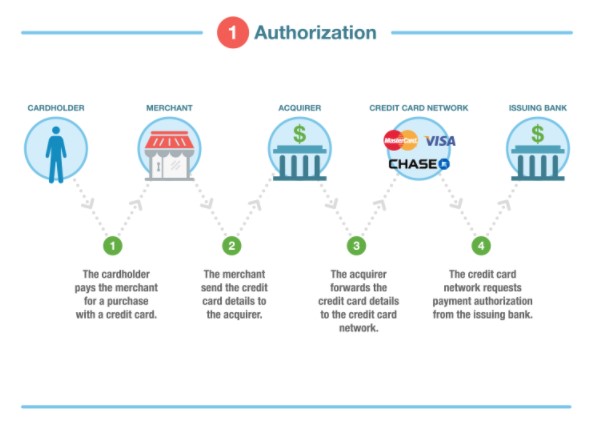 1 Authorization
CARDHOLDER
MERCHANT
ACQUIRER
CREDIT CARD NETWORK
ISSUING BANK
$
MasterCard
VISA
CHASE
$
1
The cardholder
pays the merchant
for a purchase
with a credit card.
2
The merchant
send the credit
card details to
the acquirer.
3
The acquirer
forwards the
credit card details
to the credit card
network.
4
The credit card
network requests
payment authorization
from the issuing bank.